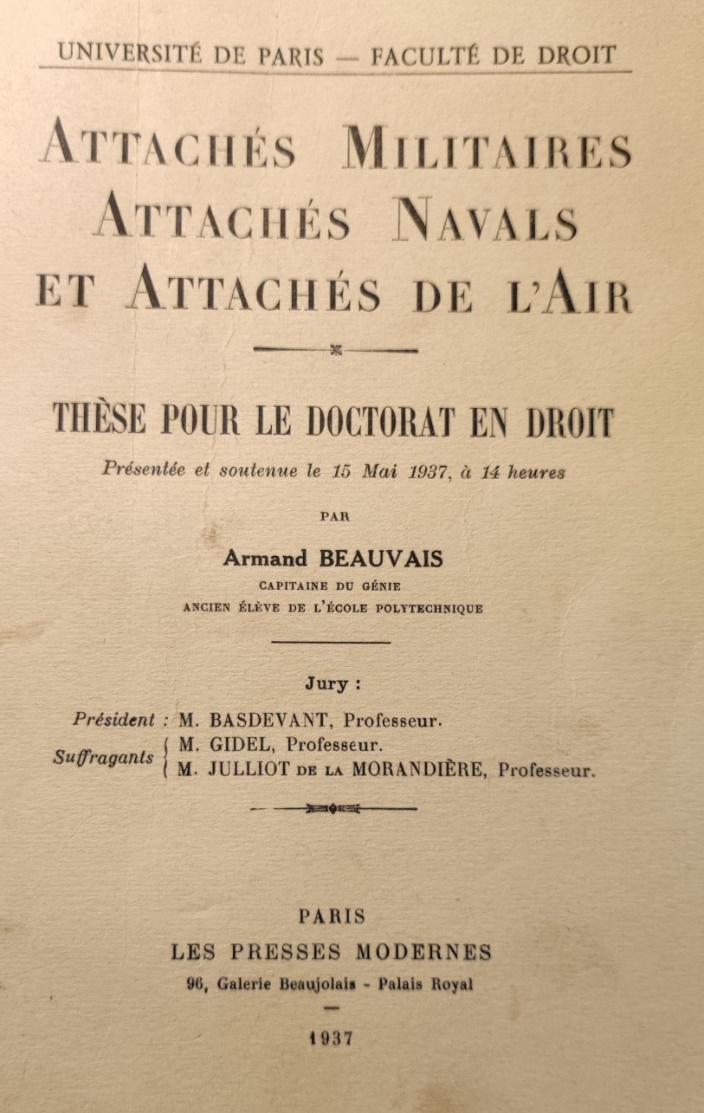 UNIVERSITÉ DE PARIS — FACULTÉ DE DROIT
ATTACHÉS MILITAIRES
ATTACHÉS NAVALS
ET ATTACHÉS DE L'AIR
THÈSE POUR LE DOCTORAT EN DROIT
Présentée et soutenue le 15 Mai 1937, à 14 heures
PAR
Armand BEAUVAIS
CAPITAINE DU GÉNIE
ANCIEN ÉLÈVE DE L'ÉCOLE POLYTECHNIQUE
Jury :
Président : M. BASDEVANT, Professeur.
Suffragants { M. GIDEL, Professeur.
M. JULLIOT DE LA MORANDIÈRE, Professeur.
PARIS
LES PRESSES MODERNES
96, Galerie Beaujolais - Palais Royal
1937